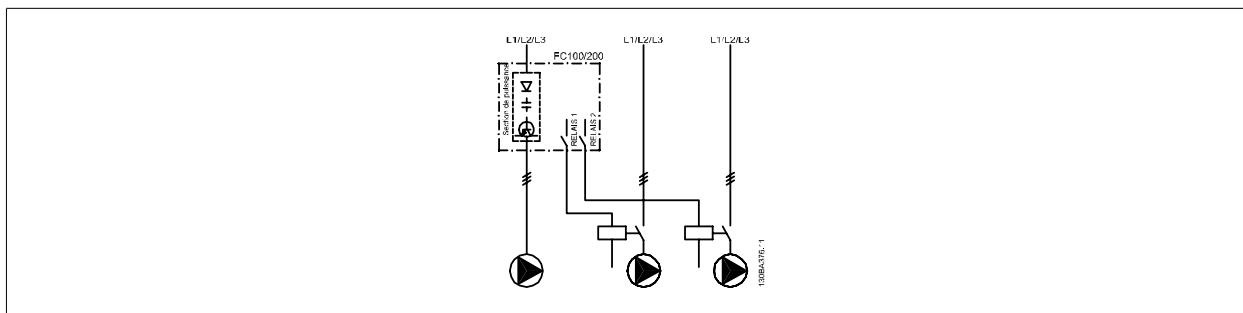 L1/L2/L3
L1/L2/L3
L1/L2/L3
FC100/200
Section de puissance
RELAIS 1
RELAIS 2
130BA376.11